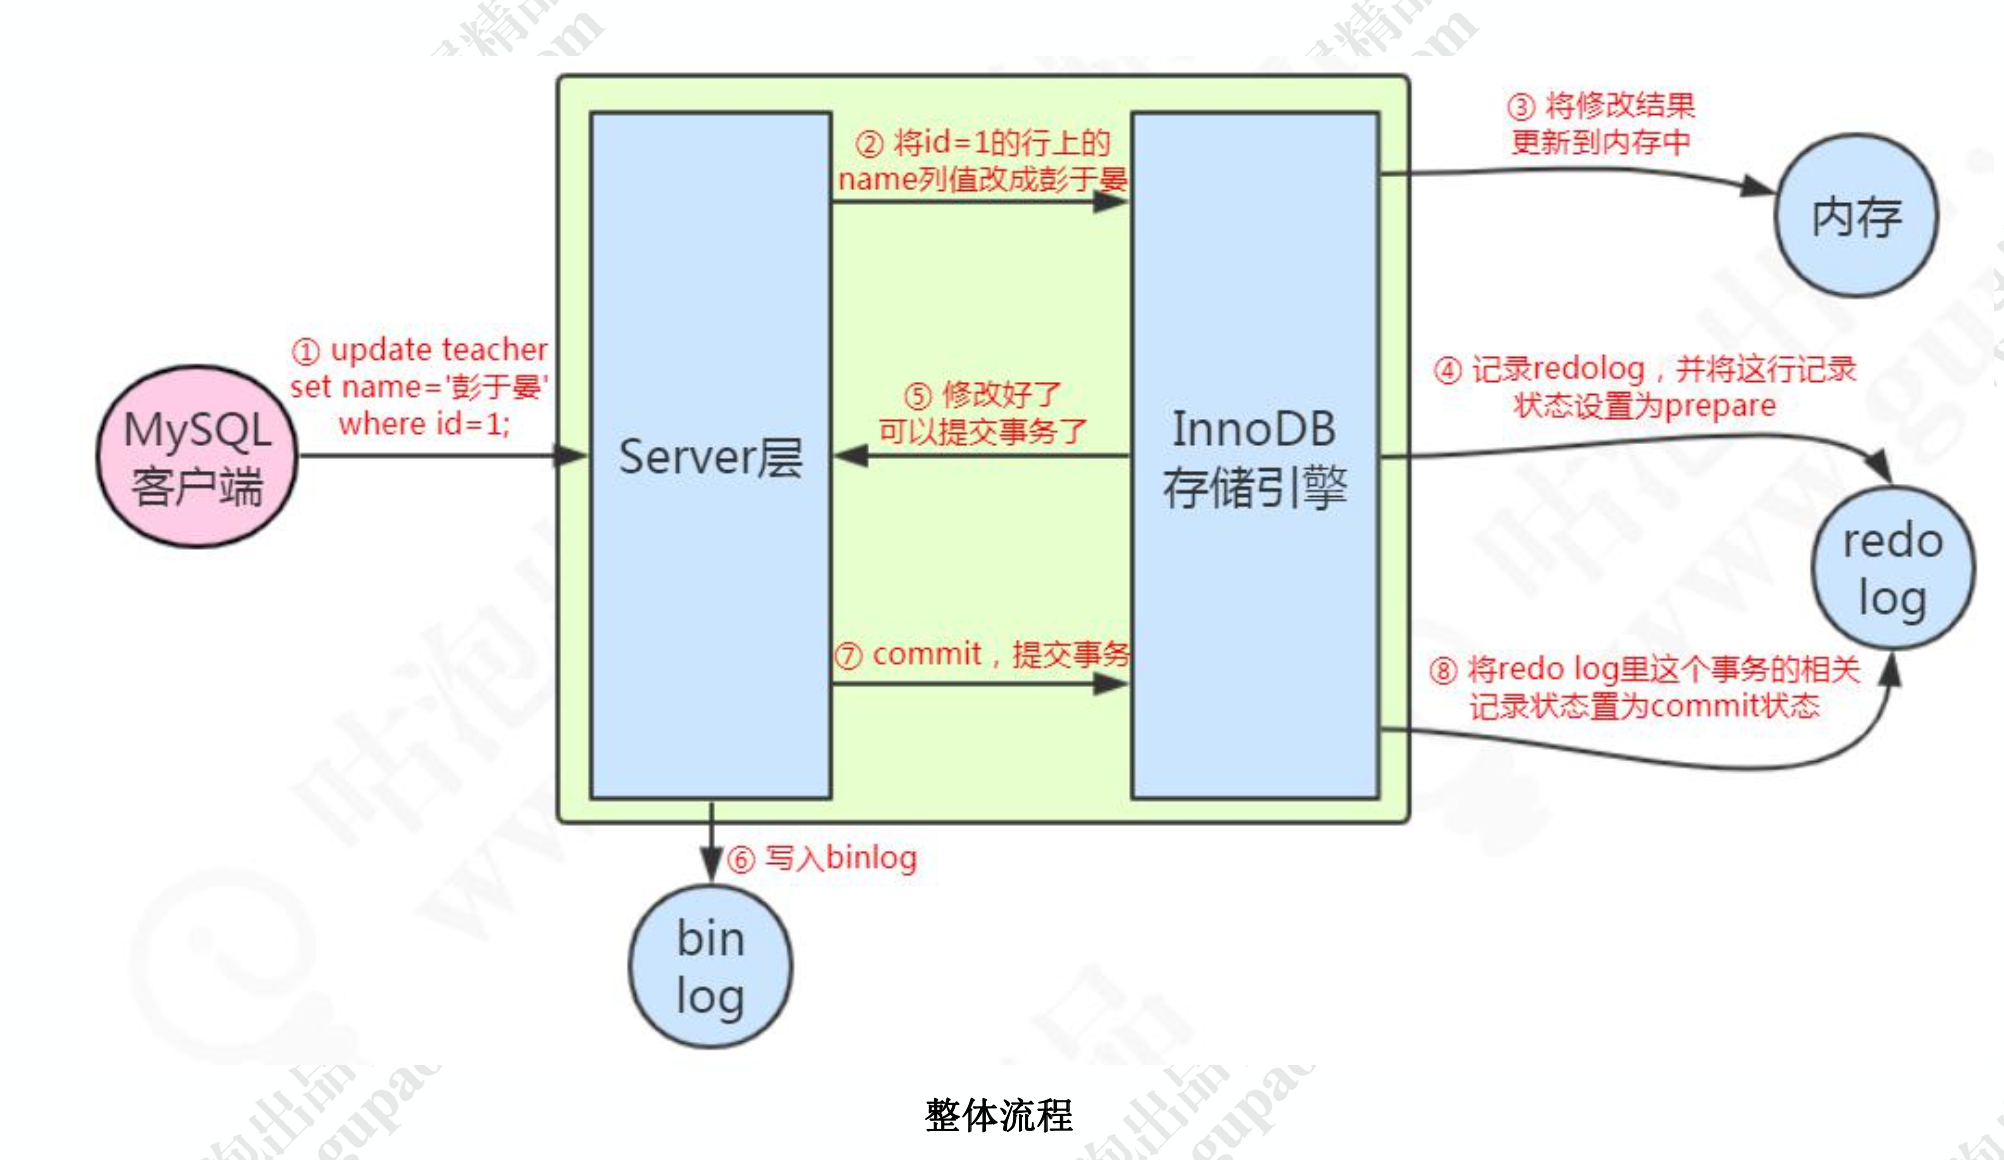 ② 将id=1的行上的
name列值改成彭于晏
③ 将修改结果
更新到内存中
内存
① update teacher
set name='彭于晏'
where id=1;
MySQL
客户端
Server层
⑤ 修改好了
可以提交事务了
InnoDB
存储引擎
④ 记录redolog，并将这行记录
状态设置为prepare
redo
log
⑦ commit，提交事务
⑧ 将redo log里这个事务的相关
记录状态置为commit状态
⑥ 写入binlog
bin
log
整体流程